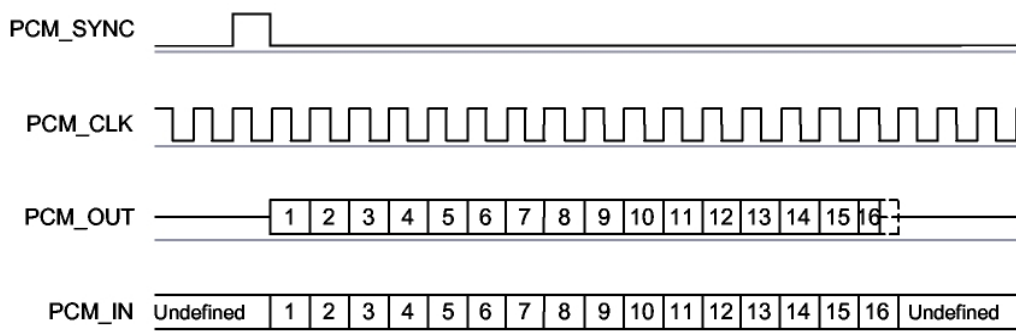 PCM_SYNC
PCM_CLK
PCM_OUT 1 2 3 4 5 6 7 8 9 10 11 12 13 14 15 16
PCM_IN Undefined 1 2 3 4 5 6 7 8 9 10 11 12 13 14 15 16 Undefined